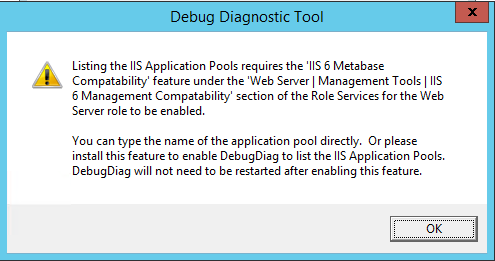 Debug Diagnostic Tool
x
Listing the IIS Application Pools requires the 'IIS 6 Metabase
Compatability' feature under the 'Web Server | Management Tools | IIS
6 Management Compatability' section of the Role Services for the Web
Server role to be enabled.
You can type the name of the application pool directly.  Or please
install this feature to enable DebugDiag to list the IIS Application Pools.
DebugDiag will not need to be restarted after enabling this feature.
OK